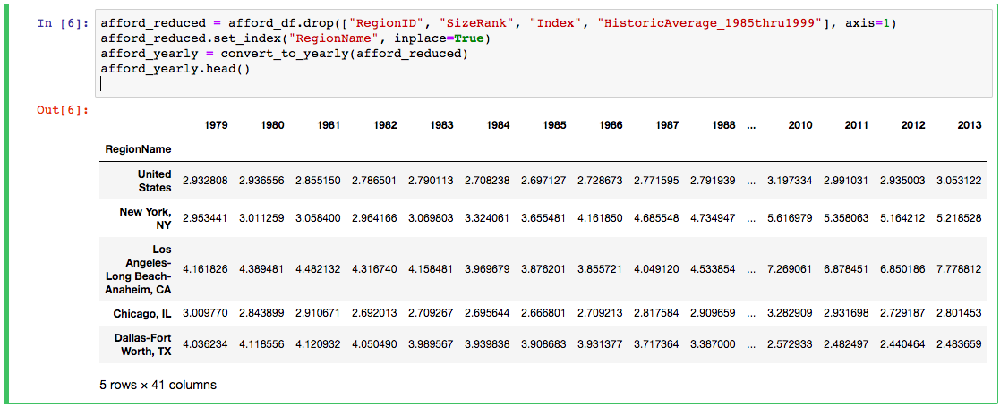 In [6]: afford_reduced = afford_df.drop(["RegionID", "SizeRank", "Index", "HistoricAverage_1985thru1999"], axis=1)
afford_reduced.set_index("RegionName", inplace=True)
afford_yearly = convert_to_yearly(afford_reduced)
afford_yearly.head()
Out[6]:
1979 1980 1981 1982 1983 1984 1985 1986 1987 1988 ... 2010 2011 2012 2013
RegionName
United
States 2.932808 2.936556 2.855150 2.786501 2.790113 2.708238 2.697127 2.728673 2.771595 2.791939 ... 3.197334 2.991031 2.935003 3.053122
New York,
NY 2.953441 3.011259 3.058400 2.964166 3.069803 3.324061 3.655481 4.161850 4.685548 4.734947 ... 5.616979 5.358063 5.164212 5.218528
Los
Angeles-
Long Beach-
Anaheim, CA 4.161826 4.389481 4.482132 4.316740 4.158481 3.969679 3.876201 3.855721 4.049120 4.533854 ... 7.269061 6.878451 6.850186 7.778812
Chicago, IL 3.009770 2.843899 2.910671 2.692013 2.709267 2.695644 2.666801 2.709213 2.817584 2.909659 ... 3.282909 2.931698 2.729187 2.801453
Dallas-Fort
Worth, TX 4.036234 4.118556 4.120932 4.050490 3.989567 3.939838 3.908683 3.931377 3.717364 3.387000 ... 2.572933 2.482497 2.440464 2.483659
5 rows × 41 columns